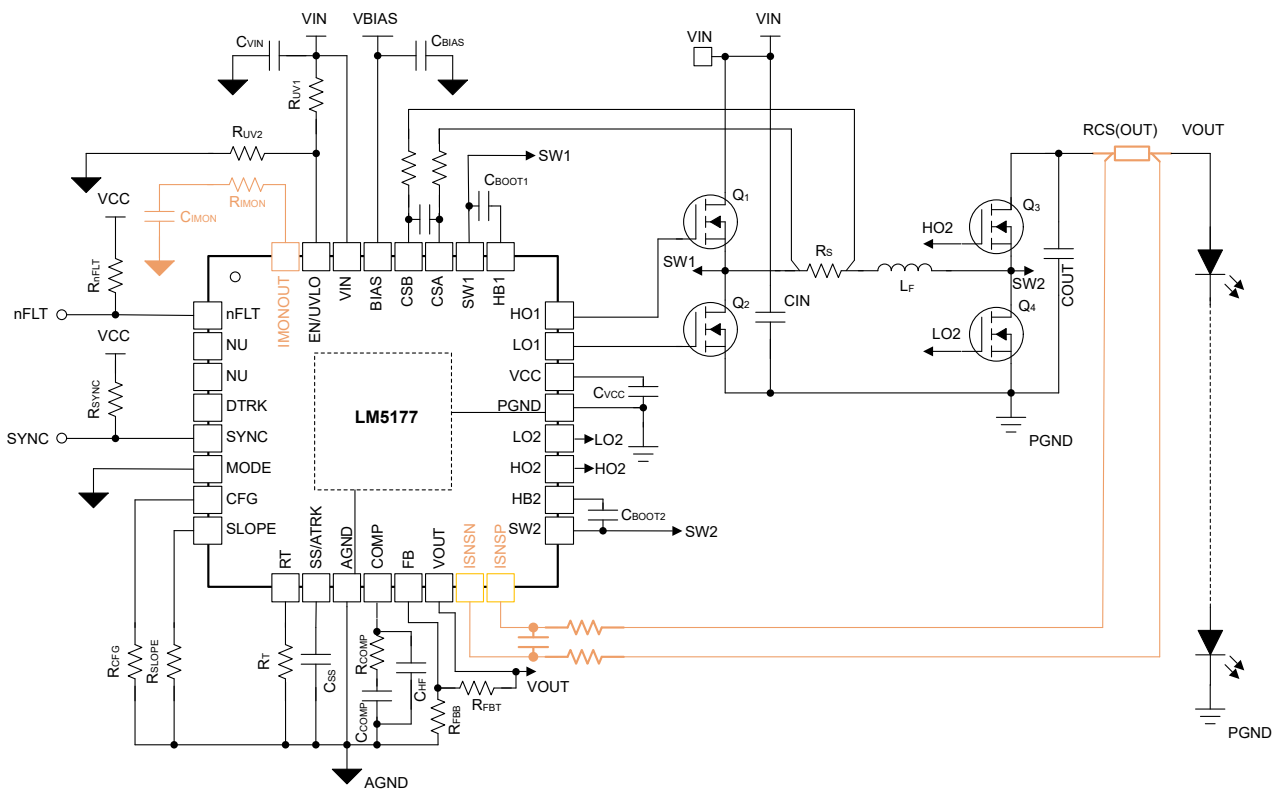 VIN
VBIAS
VIN
VIN
CVIN
CBIAS
RUV1
RUV2
RCS(OUT)
VOUT
SW1
CBOOT1
VCC
RIMON
CIMON
RnFLT
Q1
Q3
HO2
RS
SW1
SW2
LF
COUT
IMONOUT
EN/UVLO
VIN
BIAS
CSB
CSA
SW1
HB1
nFLT
nFLT
HO1
Q2
CIN
Q4
VCC
NU
LO1
LO2
NU
VCC
CVCC
RSYNC
DTRK
LM5177
PGND
PGND
SYNC
SYNC
LO2
LO2
MODE
HO2
HO2
CFG
HB2
CBOOT2
SLOPE
SW2
SW2
RT
SS/ATRK
AGND
COMP
FB
VOUT
ISNSN
ISNSP
RCFG
RSLOPE
RT
CSS
RCOMP
CCOMP
CHF
VOUT
RFBT
RFBB
PGND
AGND